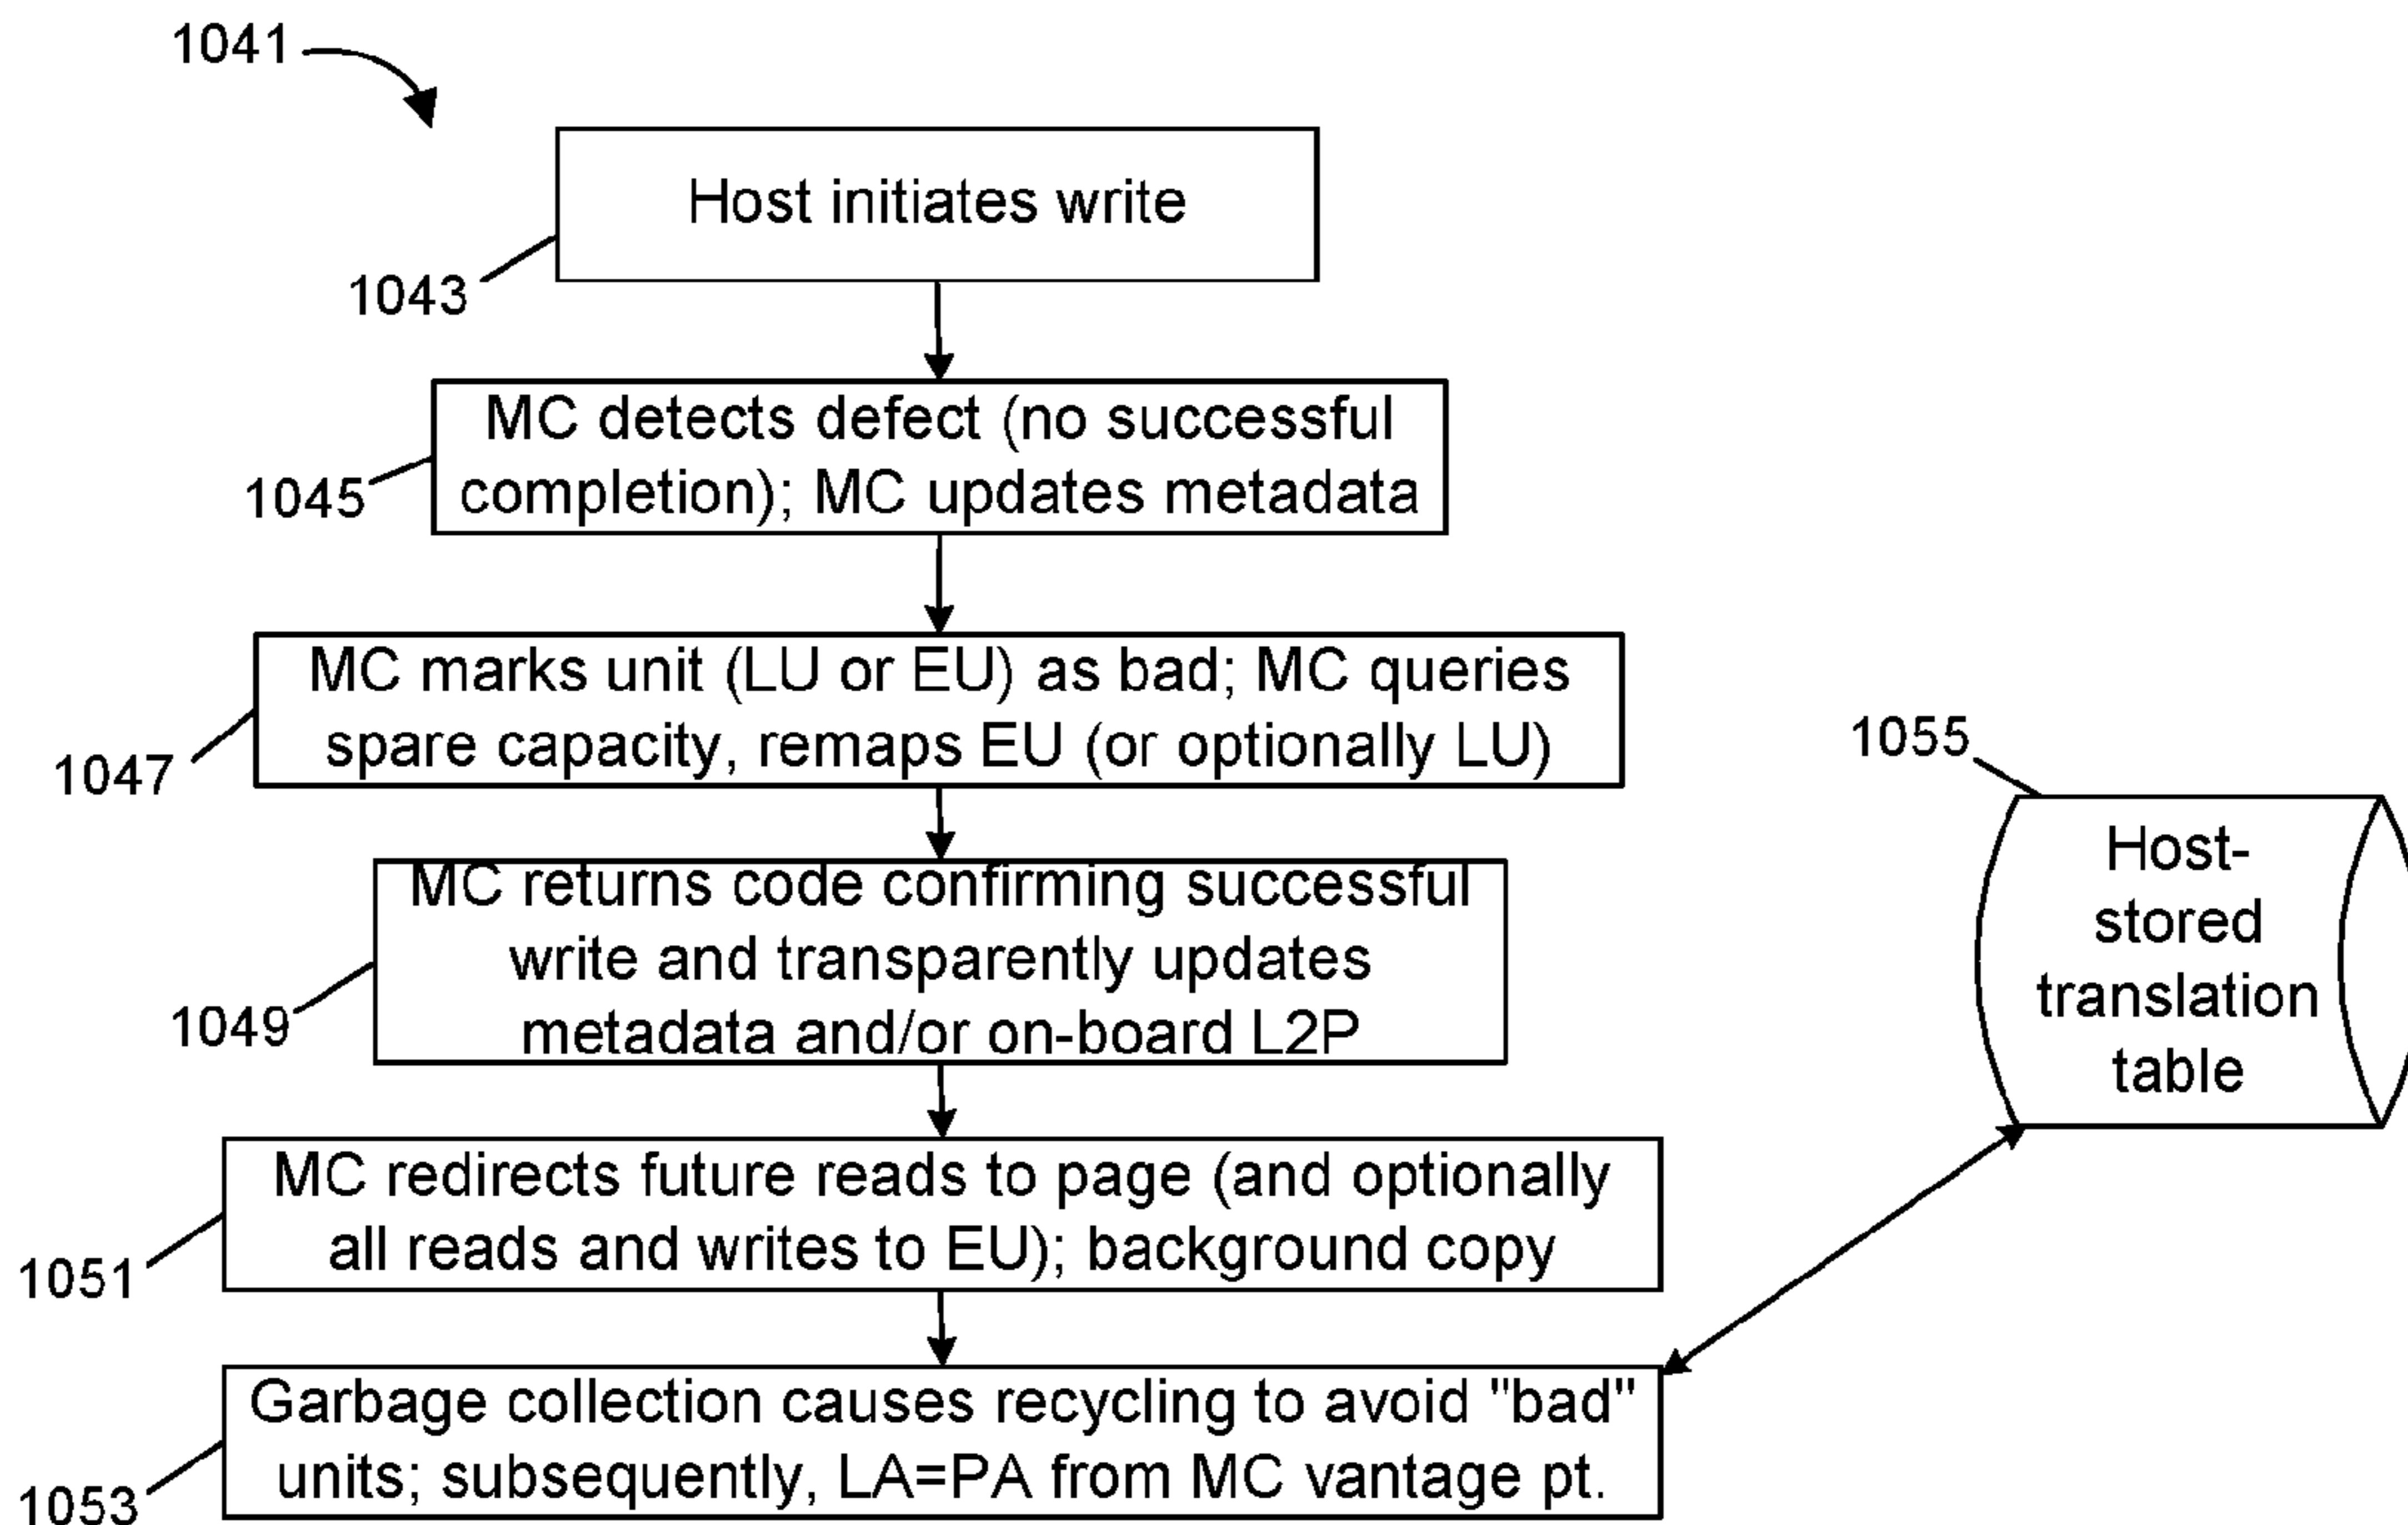 1041
Host initiates write
1043
MC detects defect (no successful
completion); MC updates metadata
1045
MC marks unit (LU or EU) as bad; MC queries
spare capacity, remaps EU (or optionally LU)
1047
1055
Host-
stored
translation
table
MC returns code confirming successful
write and transparently updates
metadata and/or on-board L2P
1049
MC redirects future reads to page (and optionally
all reads and writes to EU); background copy
1051
Garbage collection causes recycling to avoid "bad"
units; subsequently, LA=PA from MC vantage pt.
1053